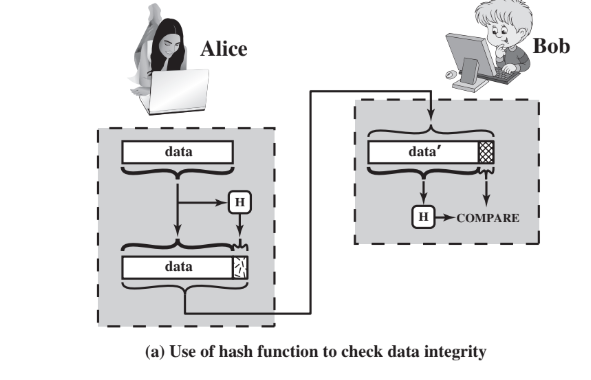 Alice
Bob
data
H
data
data′
H
COMPARE
(a) Use of hash function to check data integrity